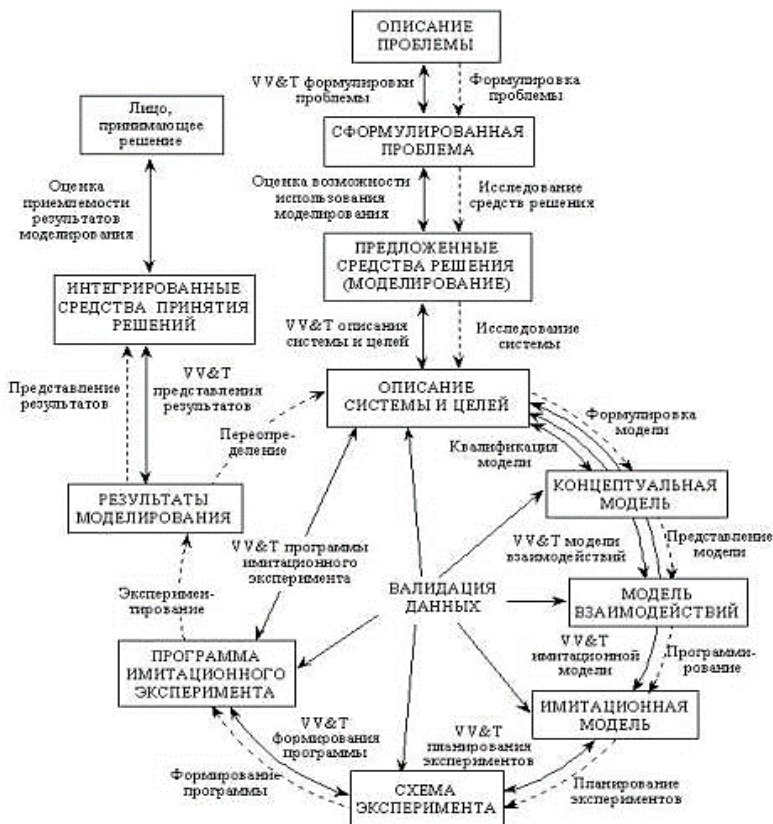 ОПИСАНИЕ
ПРОБЛЕМЫ
VV&T формулировки
проблемы
Формулировка
проблемы
Лицо,
принимающее
решение
СФОРМУЛИРОВАННАЯ
ПРОБЛЕМА
Оценка
приемлемости
результатов
моделирования
Оценка возможности
использования
моделирования
Исследование
средств решения
ПРЕДЛОЖЕННЫЕ
СРЕДСТВА РЕШЕНИЯ
(МОДЕЛИРОВАНИЕ)
ИНТЕГРИРОВАННЫЕ
СРЕДСТВА ПРИНЯТИЯ
РЕШЕНИЙ
VV&T описания
системы и целей
Исследование
системы
Представление
результатов
VV&T
представления
результатов
ОПИСАНИЕ
СИСТЕМЫ И ЦЕЛЕЙ
Переопре-
деление
Формулировка
модели
Квалификация
модели
РЕЗУЛЬТАТЫ
МОДЕЛИРОВАНИЯ
КОНЦЕПТУАЛЬНАЯ
МОДЕЛЬ
VV&T программы
имитационного
эксперимента
VV&T модели
взаимодействий
Представление
модели
Эксперимен-
тирование
ВАЛИДАЦИЯ
ДАННЫХ
МОДЕЛЬ
ВЗАИМОДЕЙСТВИЙ
ПРОГРАММА
ИМИТАЦИОННОГО
ЭКСПЕРИМЕНТА
VV&T
имитационной
модели
Программи-
рование
ИМИТАЦИОННАЯ
МОДЕЛЬ
VV&T
формирования
программы
VV&T
планирования
экспериментов
Формирование
программы
СХЕМА
ЭКСПЕРИМЕНТА
Планирование
экспериментов